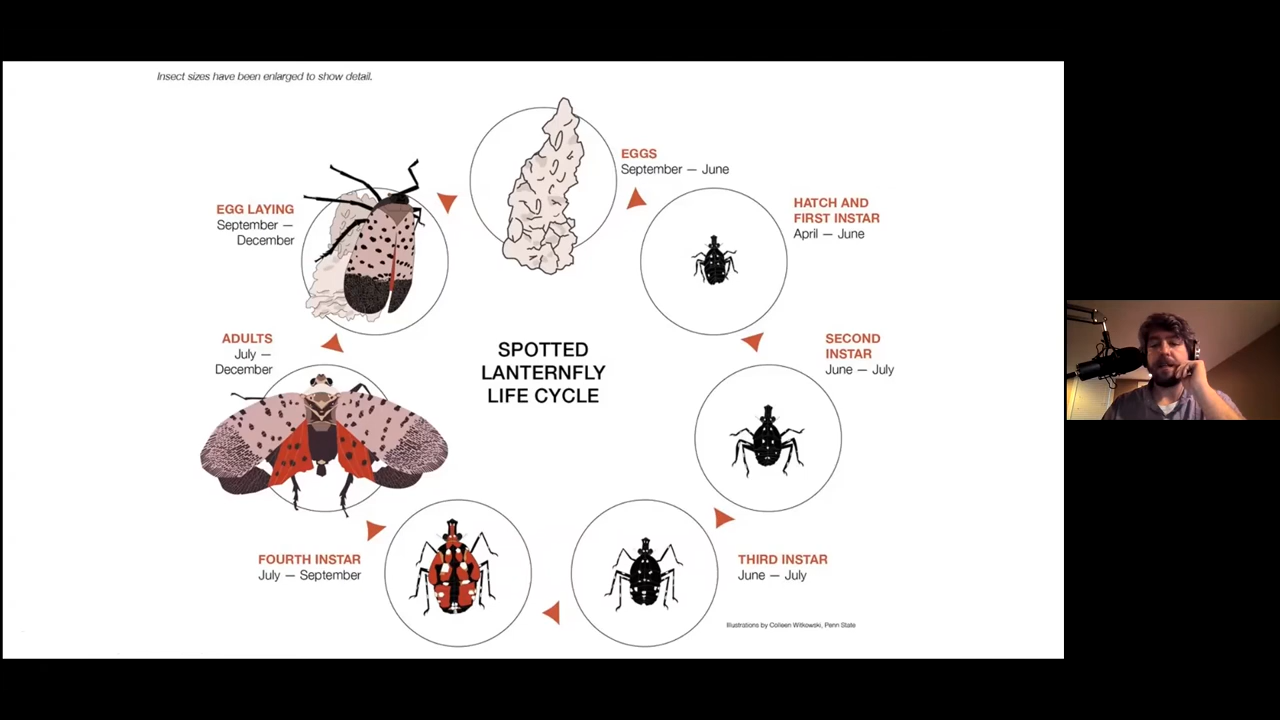 Insect sizes have been enlarged to show detail.
EGGS
September — June
HATCH AND
FIRST INSTAR
April — June
SECOND
INSTAR
June — July
THIRD INSTAR
June — July
FOURTH INSTAR
July — September
ADULTS
July —
December
EGG LAYING
September —
December
SPOTTED
LANTERNFLY
LIFE CYCLE
Illustrations by Colleen Witkowski, Penn State